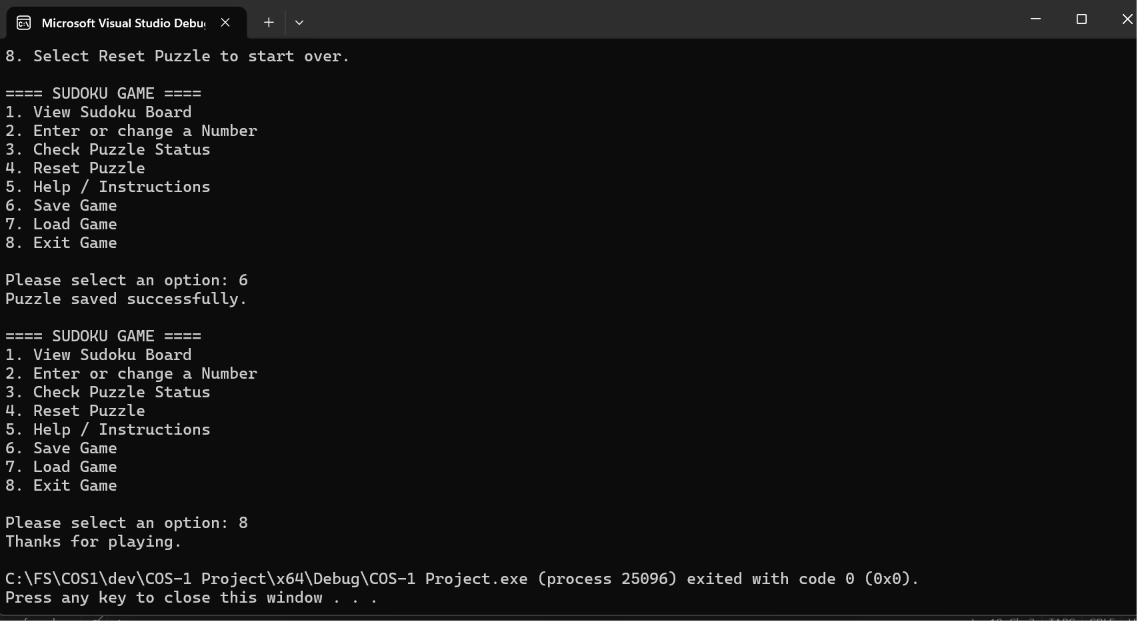 Microsoft Visual Studio Debu
8. Select Reset Puzzle to start over.
==== SUDOKU GAME ====
1. View Sudoku Board
2. Enter or change a Number
3. Check Puzzle Status
4. Reset Puzzle
5. Help / Instructions
6. Save Game
7. Load Game
8. Exit Game
Please select an option: 6
Puzzle saved successfully.
==== SUDOKU GAME ====
1. View Sudoku Board
2. Enter or change a Number
3. Check Puzzle Status
4. Reset Puzzle
5. Help / Instructions
6. Save Game
7. Load Game
8. Exit Game
Please select an option: 8
Thanks for playing.
C:\FS\COS1\dev\COS-1 Project\x64\Debug\COS-1 Project.exe (process 25096) exited with code 0 (0x0).
Press any key to close this window . . .